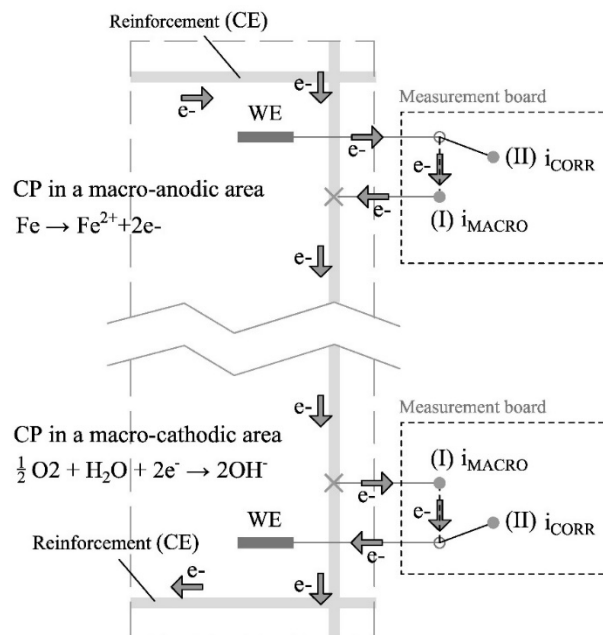 Reinforcement (CE)
e-
e-
WE
Measurement board
e-
e-
(II) iCORR
CP in a macro-anodic area
Fe → Fe²⁺+2e-
e-
(I) iMACRO
e-
e-
Measurement board
CP in a macro-cathodic area
½ O2 + H₂O + 2e⁻ → 2OH⁻
(I) iMACRO
e-
e-
WE
(II) iCORR
Reinforcement (CE)
e-
e-
e-